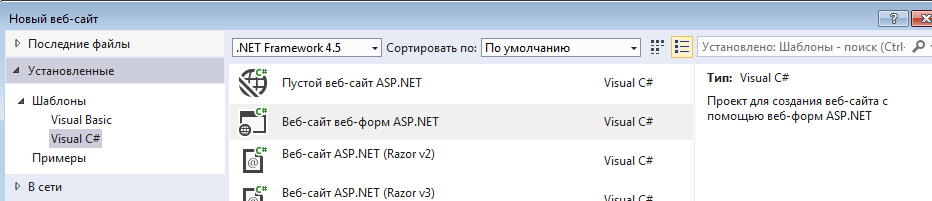 Новый веб-сайт
Последние файлы
Установленные
Шаблоны
Visual Basic
Visual C#
Примеры
В сети
.NET Framework 4.5 Сортировать по: По умолчанию
C# Пустой веб-сайт ASP.NET Visual C#
C# Веб-сайт веб-форм ASP.NET Visual C#
C# Веб-сайт ASP.NET (Razor v2) Visual C#
C# Веб-сайт ASP.NET (Razor v3) Visual C#
Установлено: Шаблоны - поиск (Ctrl-
Тип: Visual C#
Проект для создания веб-сайта с
помощью веб-форм ASP.NET